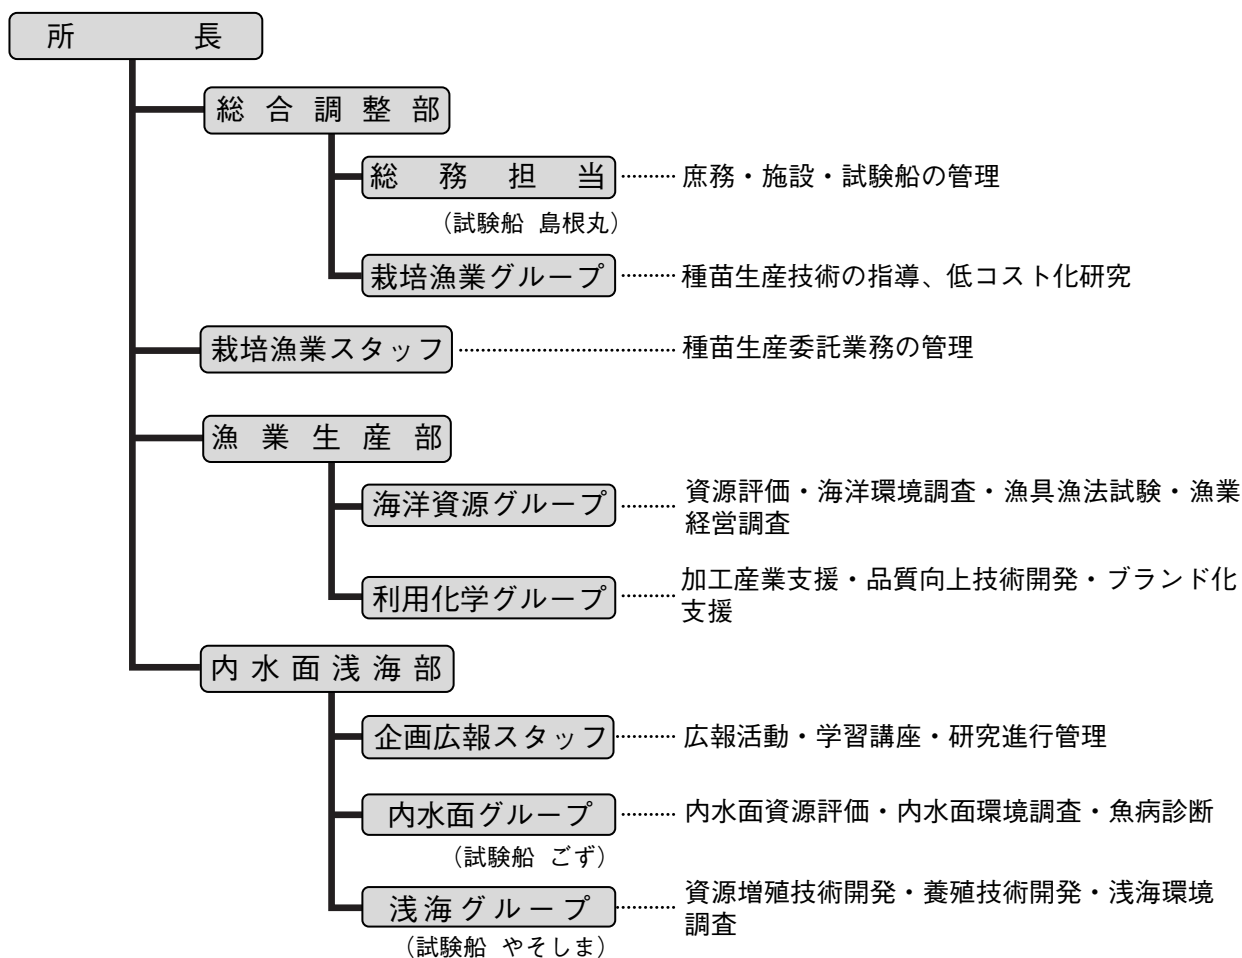 所長
総合調整部
総務担当 庶務・施設・試験船の管理
（試験船 島根丸）
栽培漁業グループ 種苗生産技術の指導、低コスト化研究
栽培漁業スタッフ 種苗生産委託業務の管理
漁業生産部
海洋資源グループ 資源評価・海洋環境調査・漁具漁法試験・漁業
経営調査
利用化学グループ 加工産業支援・品質向上技術開発・ブランド化
支援
内水面浅海部
企画広報スタッフ 広報活動・学習講座・研究進行管理
内水面グループ 内水面資源評価・内水面環境調査・魚病診断
（試験船 ごず）
浅海グループ 資源増殖技術開発・養殖技術開発・浅海環境
調査
（試験船 やそしま）